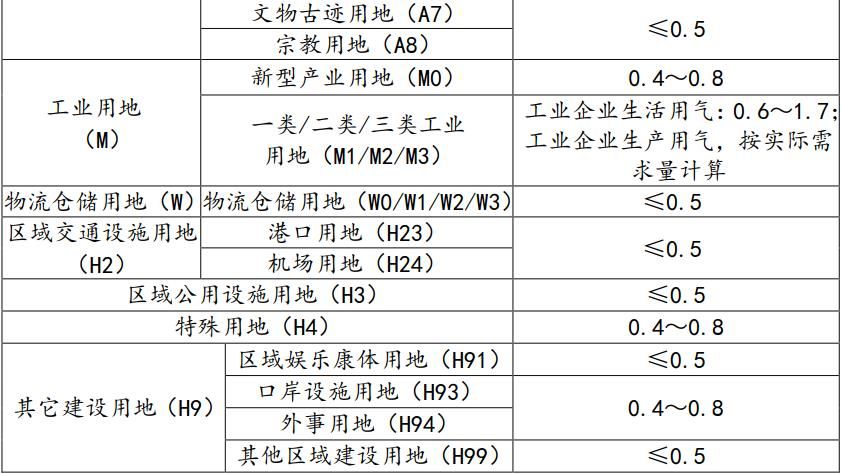 文物古迹用地（A7）
≤0.5
宗教用地（A8）
工业用地
（M）
新型产业用地（M0）
0.4～0.8
一类/二类/三类工业
用地（M1/M2/M3）
工业企业生活用气：0.6～1.7；
工业企业生产用气，按实际需
求量计算
物流仓储用地（W）
物流仓储用地（W0/W1/W2/W3）
≤0.5
区域交通设施用地
（H2）
港口用地（H23）
≤0.5
机场用地（H24）
区域公用设施用地（H3）
≤0.5
特殊用地（H4）
0.4～0.8
其它建设用地（H9）
区域娱乐康体用地（H91）
≤0.5
口岸设施用地（H93）
0.4～0.8
外事用地（H94）
其他区域建设用地（H99）
≤0.5